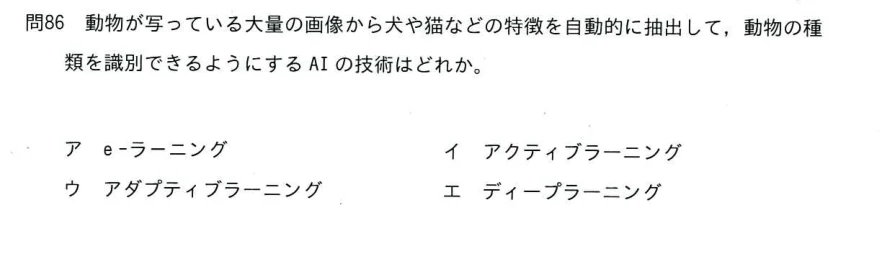 問86 動物が写っている大量の画像から犬や猫などの特徴を自動的に抽出して，動物の種
類を識別できるようにする AI の技術はどれか。
ア e-ラーニング イ アクティブラーニング
ウ アダプティブラーニング エ ディープラーニング